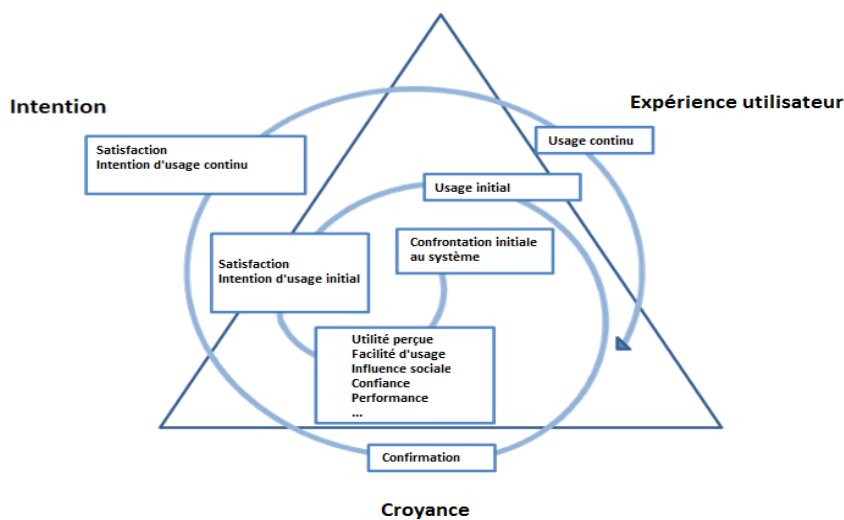 Intention
Expérience utilisateur
Satisfaction
Intention d'usage continu
Usage continu
Usage initial
Satisfaction
Intention d'usage initial
Confrontation initiale
au système
Utilité perçue
Facilité d'usage
Influence sociale
Confiance
Performance
...
Confirmation
Croyance